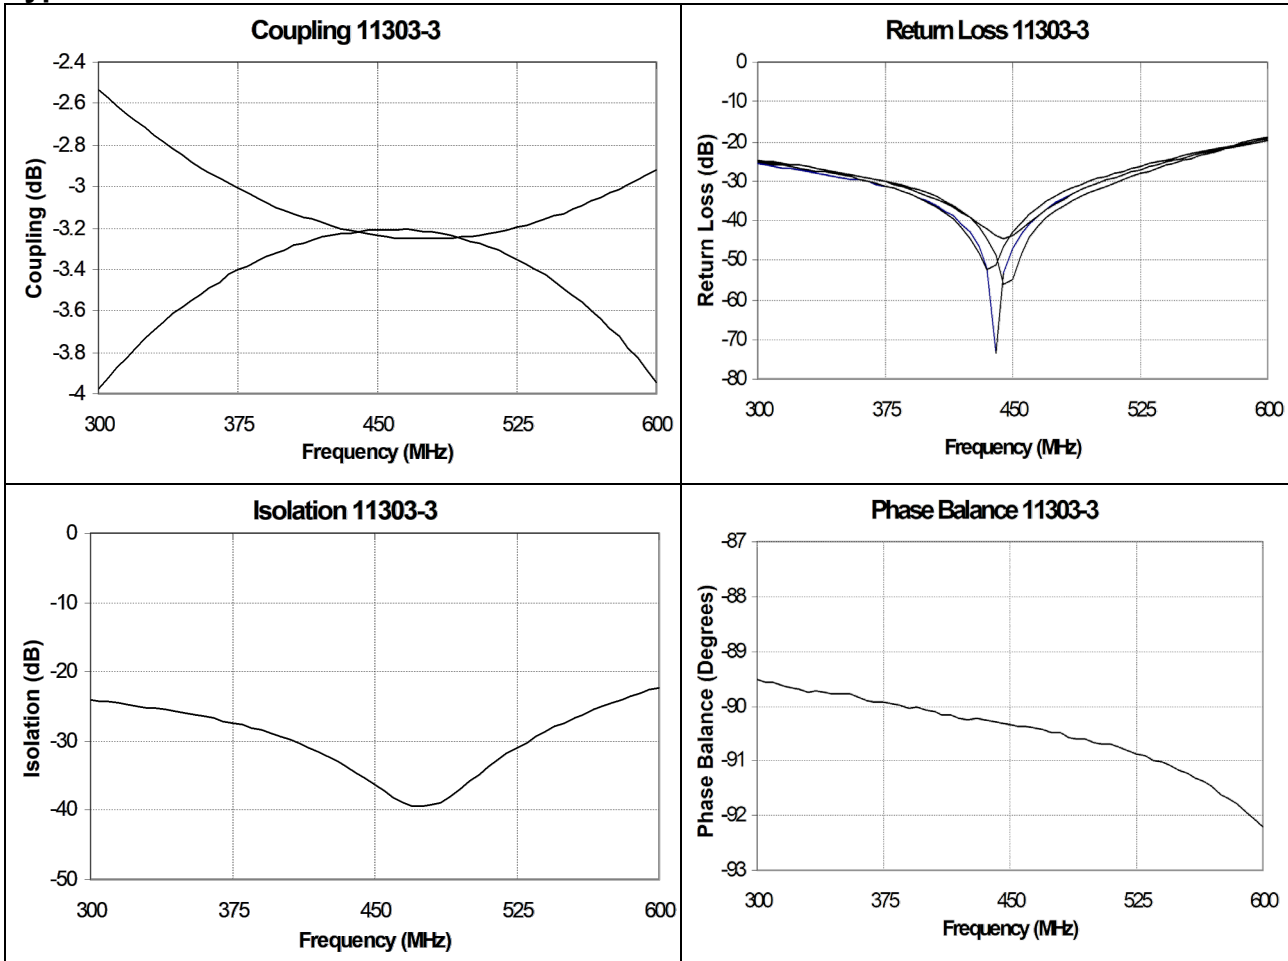 Coupling 11303-3
-2.4
-2.6
-2.8
-3
-3.2
-3.4
-3.6
-3.8
-4
Coupling (dB)
300 375 450 525 600
Frequency (MHz)
Return Loss 11303-3
0
-10
-20
-30
-40
-50
-60
-70
-80
Return Loss (dB)
300 375 450 525 600
Frequency (MHz)
Isolation 11303-3
0
-10
-20
-30
-40
-50
Isolation (dB)
300 375 450 525 600
Frequency (MHz)
Phase Balance 11303-3
-87
-88
-89
-90
-91
-92
-93
Phase Balance (Degrees)
300 375 450 525 600
Frequency (MHz)